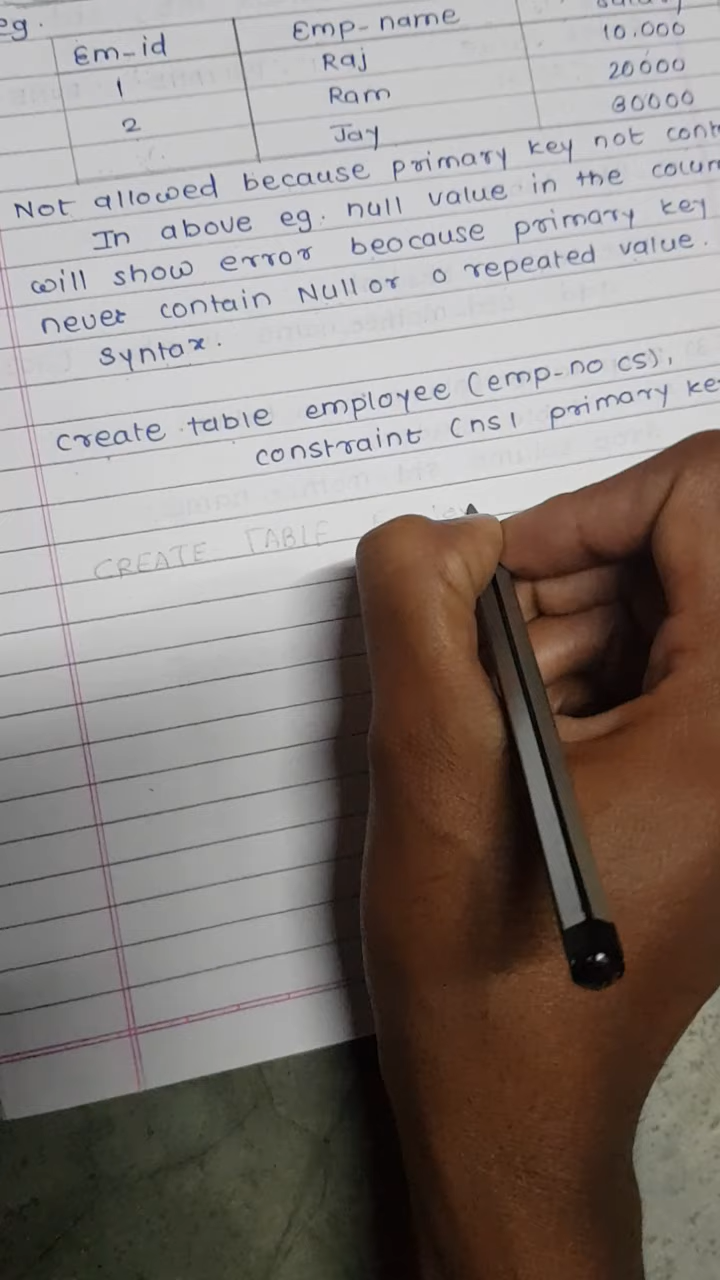 eg.
Em-id Emp-name
1 Raj 10.000
2 Ram 20000
Jay 30000
Not allowed because primary key not
In above eg. null value in the
will show error beocause primary key
never contain Null or o repeated value.
Syntax.
create table employee (emp-no cs),
constraint Cns1 primary
CREATE TABLE